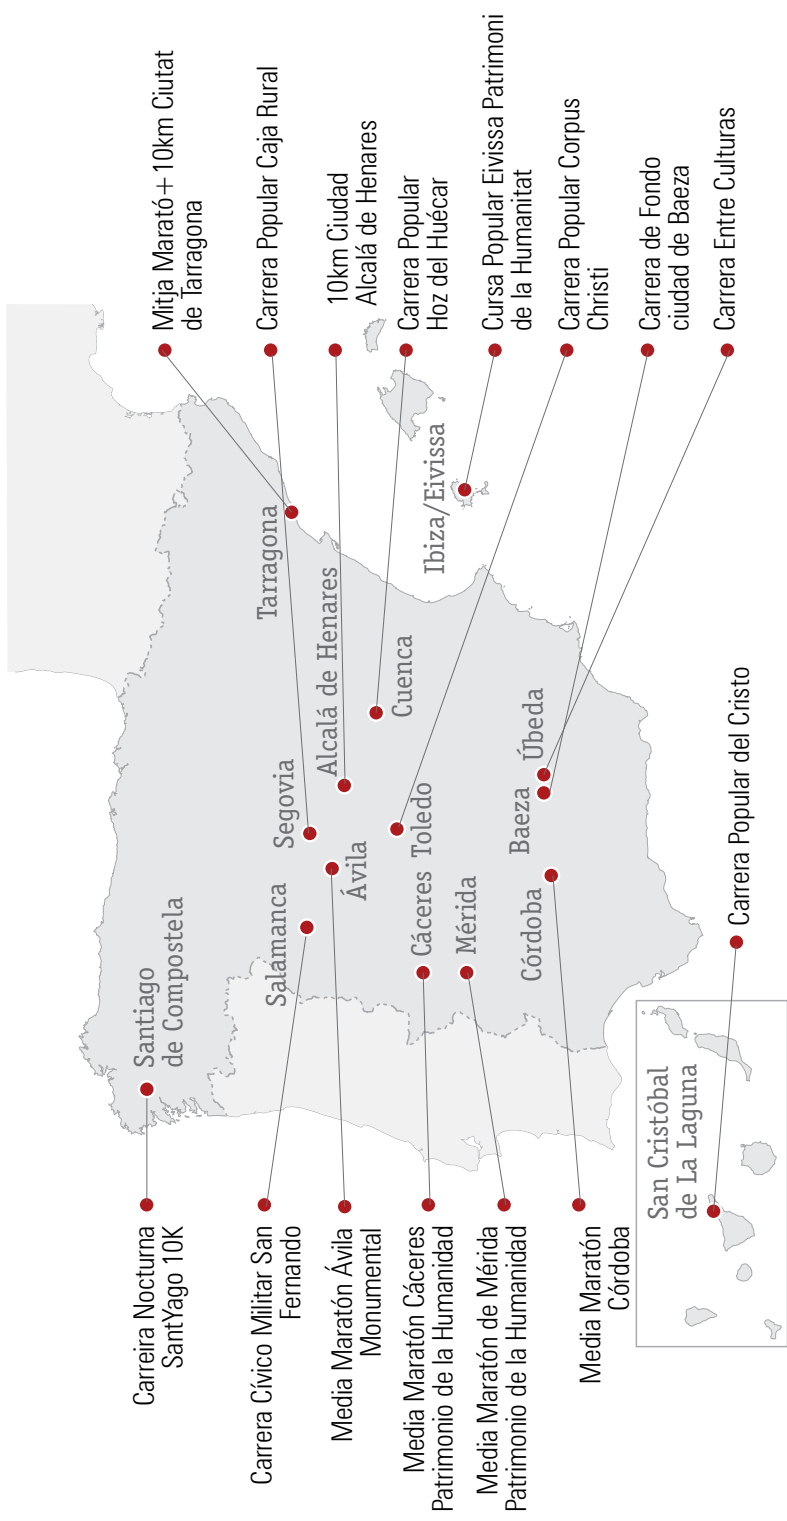 Carreira Nocturna
SantYago 10K
Carrera Cívico Militar San
Fernando
Media Maratón Ávila
Monumental
Media Maratón Cáceres
Patrimonio de la Humanidad
Media Maratón de Mérida
Patrimonio de la Humanidad
Media Maratón
Córdoba
Santiago
de Compostela
Salamanca
Ávila
Segovia
Alcalá de Henares
Tarragona
Cuenca
Cáceres
Toledo
Mérida
Córdoba
Baeza
Úbeda
Ibiza/Eivissa
San Cristóbal
de La Laguna
Mitja Marató+10km Ciutat
de Tarragona
Carrera Popular Caja Rural
10km Ciudad
Alcalá de Henares
Carrera Popular
Hoz del Huécar
Cursa Popular Eivissa Patrimoni
de la Humanitat
Carrera Popular Corpus
Christi
Carrera de Fondo
ciudad de Baeza
Carrera Entre Culturas
Carrera Popular del Cristo